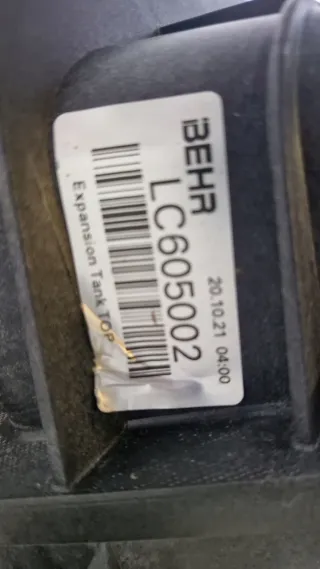 BEHR
20.10.21 04:00
LC605002
Expansion Tank TOP